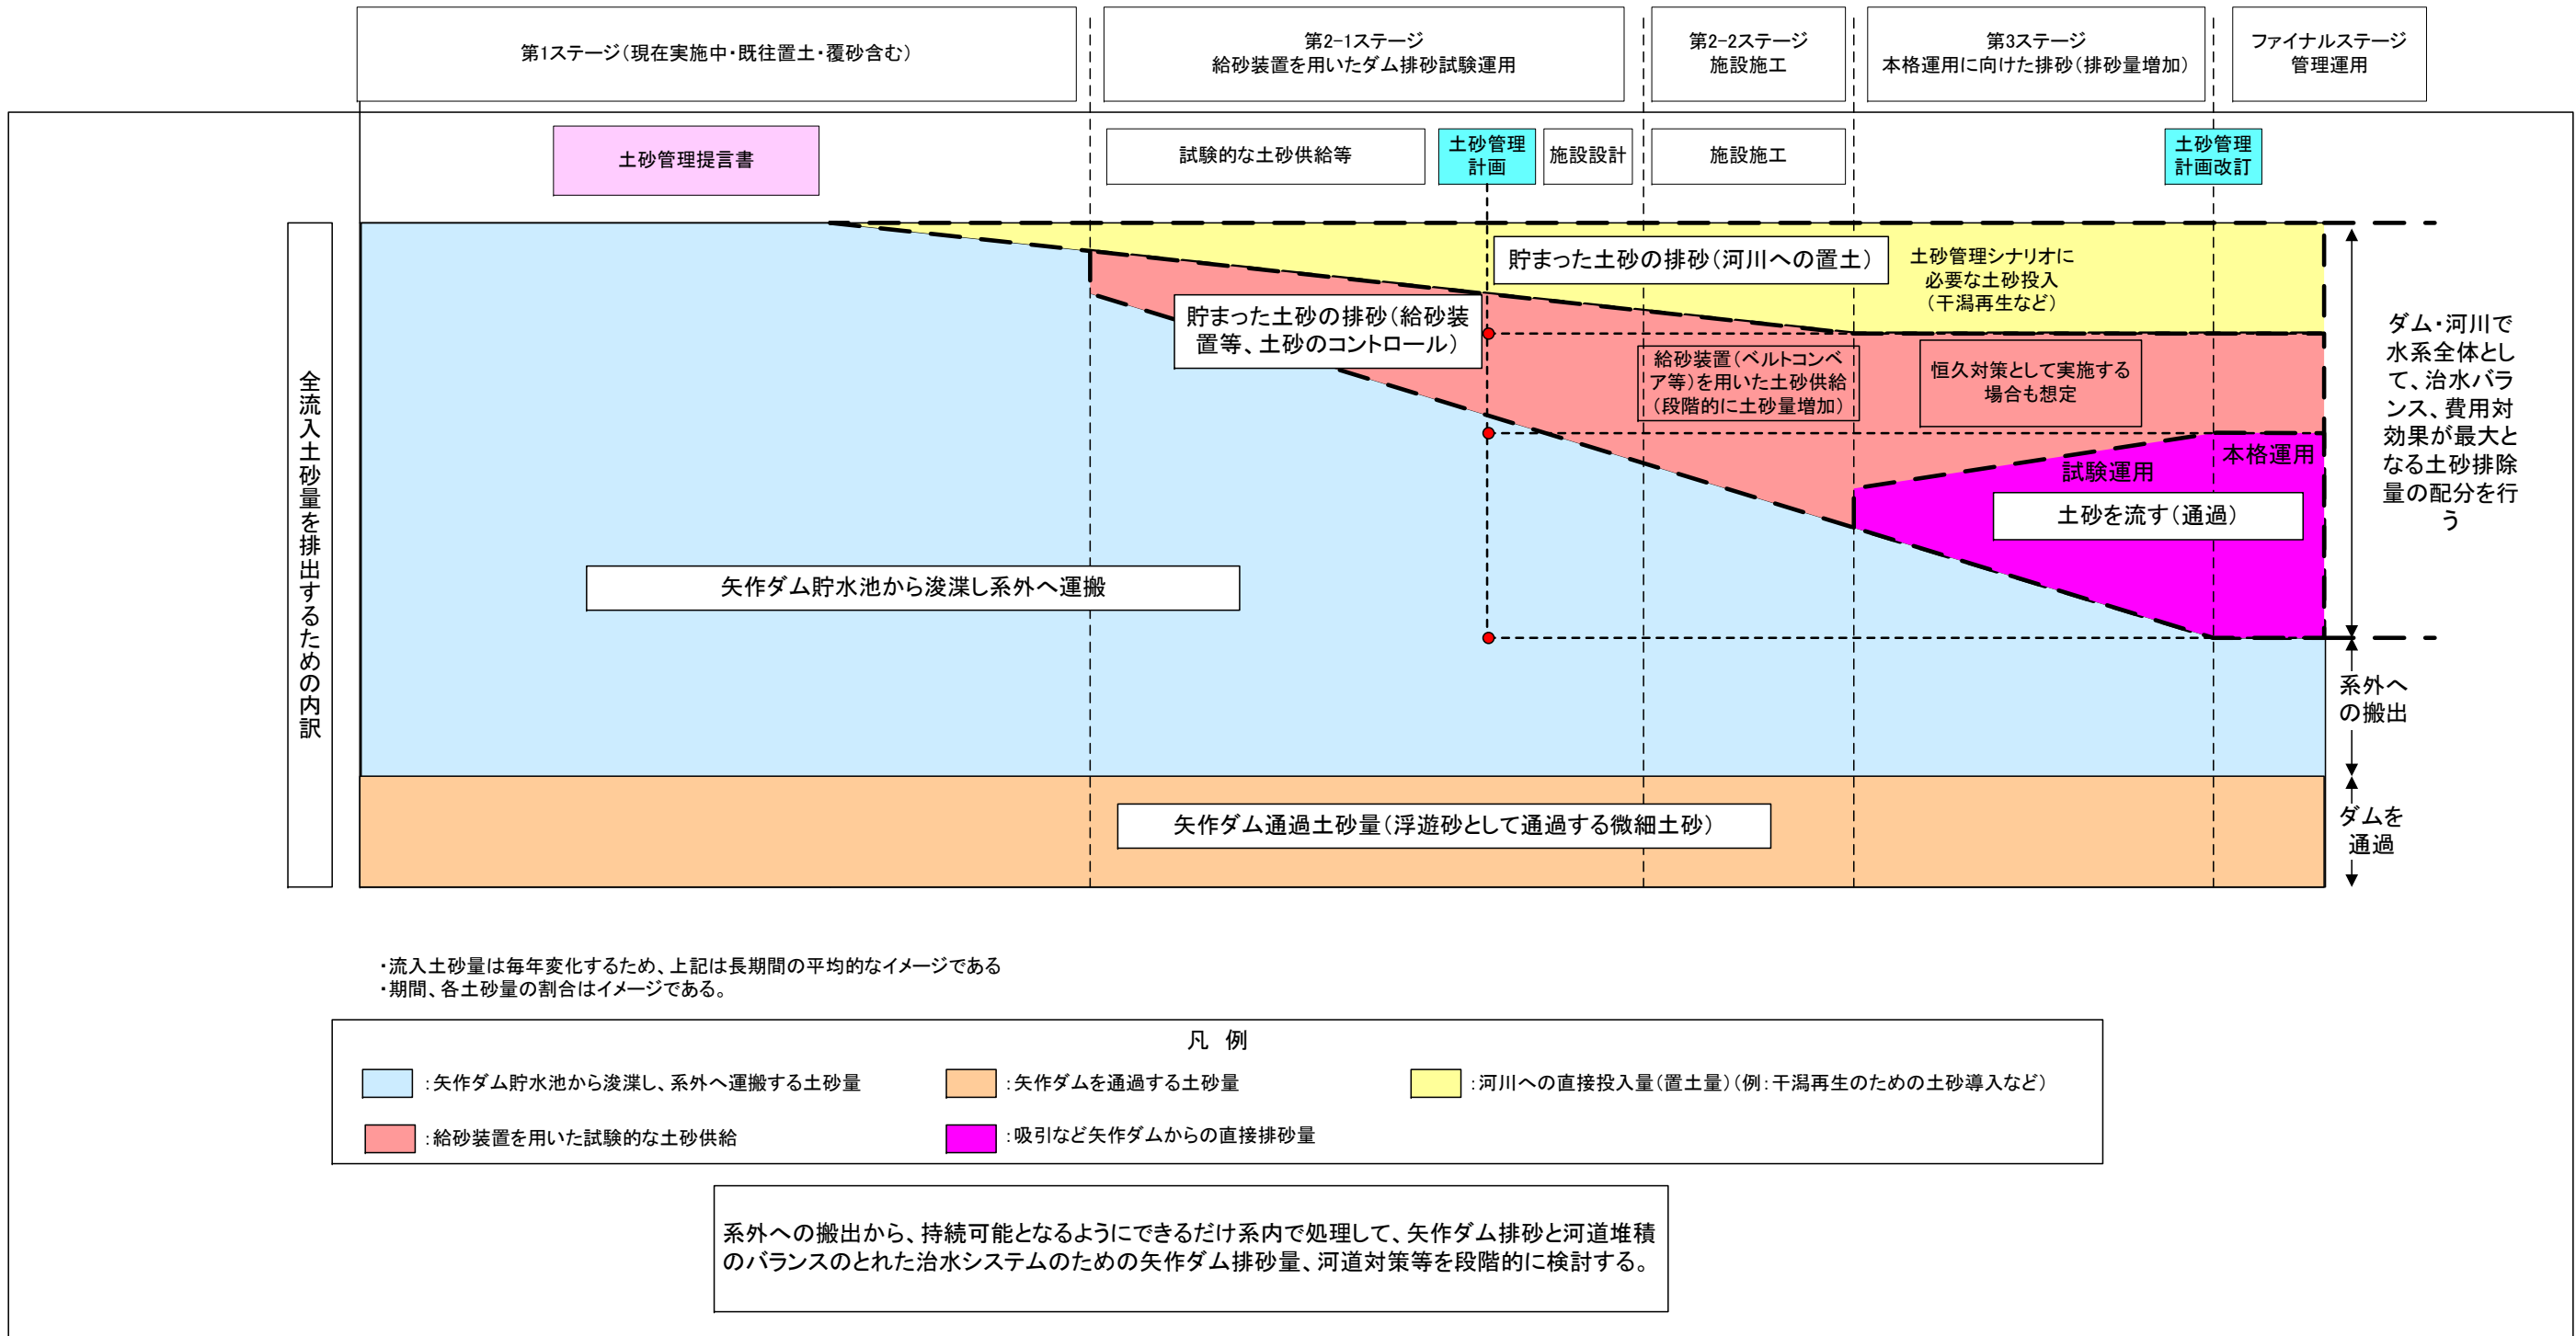 第1ステージ(現在実施中・既往置土・覆砂含む)
第2-1ステージ
給砂装置を用いたダム排砂試験運用
第2-2ステージ
施設施工
第3ステージ
本格運用に向けた排砂(排砂量増加)
ファイナルステージ
管理運用
土砂管理提言書
試験的な土砂供給等
土砂管理
計画
施設設計
施設施工
土砂管理
計画改訂
全流入土砂量を排出するための内訳
貯まった土砂の排砂(河川への置土)
土砂管理シナリオに
必要な土砂投入
(干潟再生など)
貯まった土砂の排砂(給砂装
置等、土砂のコントロール)
給砂装置(ベルトコンベ
ア等)を用いた土砂供給
(段階的に土砂量増加)
恒久対策として実施する
場合も想定
本格運用
試験運用
土砂を流す(通過)
矢作ダム貯水池から浚渫し系外へ運搬
矢作ダム通過土砂量(浮遊砂として通過する微細土砂)
ダム・河川で
水系全体とし
て、治水バラ
ンス、費用対
効果が最大と
なる土砂排除
量の配分を行
う
系外へ
の搬出
ダムを
通過
・流入土砂量は毎年変化するため、上記は長期間の平均的なイメージである
・期間、各土砂量の割合はイメージである。
凡 例
:矢作ダム貯水池から浚渫し、系外へ運搬する土砂量
:矢作ダムを通過する土砂量
:河川への直接投入量(置土量)(例:干潟再生のための土砂導入など)
:給砂装置を用いた試験的な土砂供給
:吸引など矢作ダムからの直接排砂量
系外への搬出から、持続可能となるようにできるだけ系内で処理して、矢作ダム排砂と河道堆積
のバランスのとれた治水システムのための矢作ダム排砂量、河道対策等を段階的に検討する。